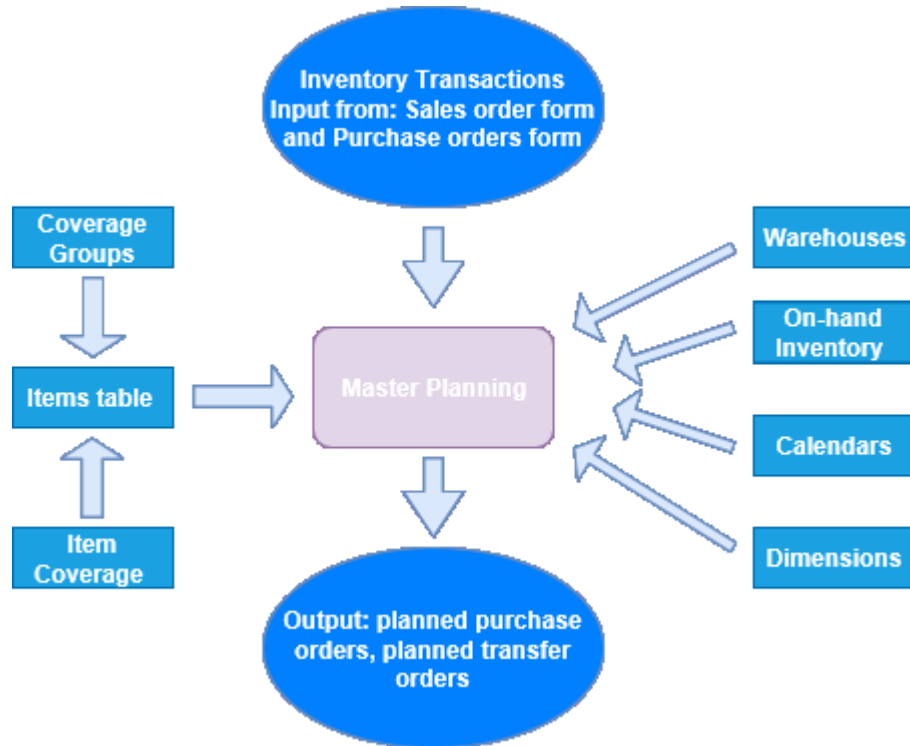 Inventory Transactions
Input from: Sales order form
and Purchase orders form
Coverage
Groups
Warehouses
On-hand
Inventory
Items table
Master Planning
Calendars
Item
Coverage
Dimensions
Output: planned purchase
orders, planned transfer
orders